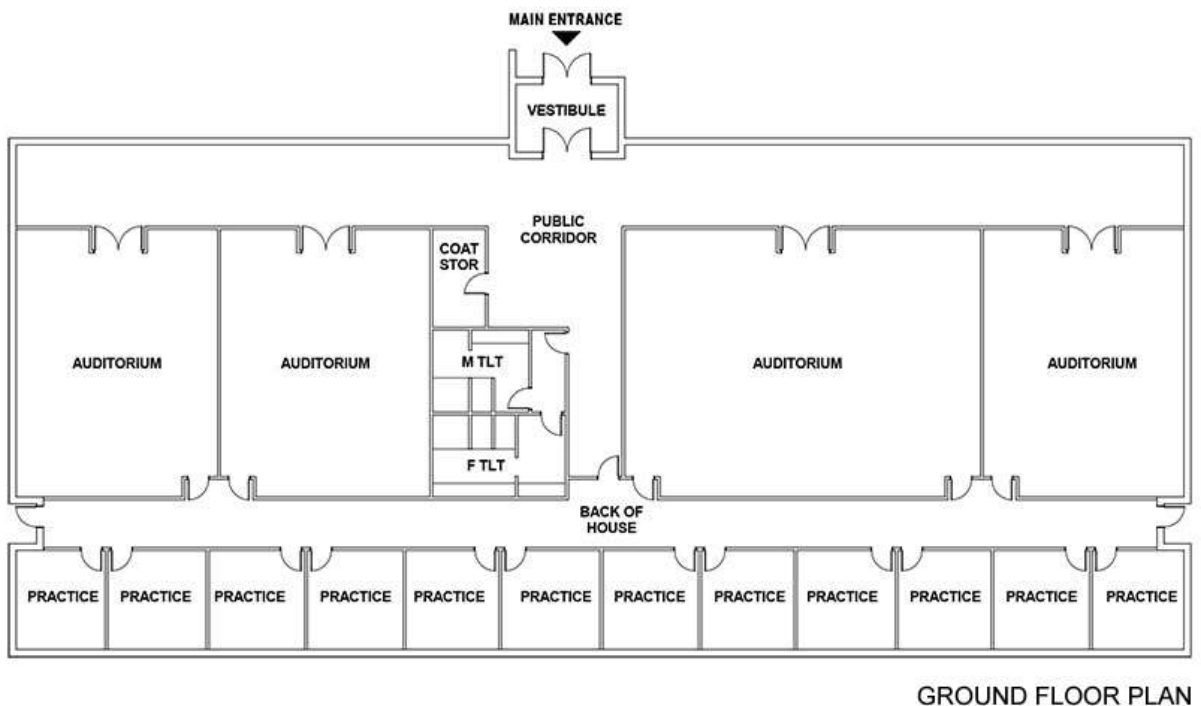 MAIN ENTRANCE
VESTIBULE
PUBLIC
CORRIDOR
COAT
STOR
AUDITORIUM
AUDITORIUM
M TLT
AUDITORIUM
AUDITORIUM
F TLT
BACK OF
HOUSE
PRACTICE
PRACTICE
PRACTICE
PRACTICE
PRACTICE
PRACTICE
PRACTICE
PRACTICE
PRACTICE
PRACTICE
PRACTICE
PRACTICE
GROUND FLOOR PLAN